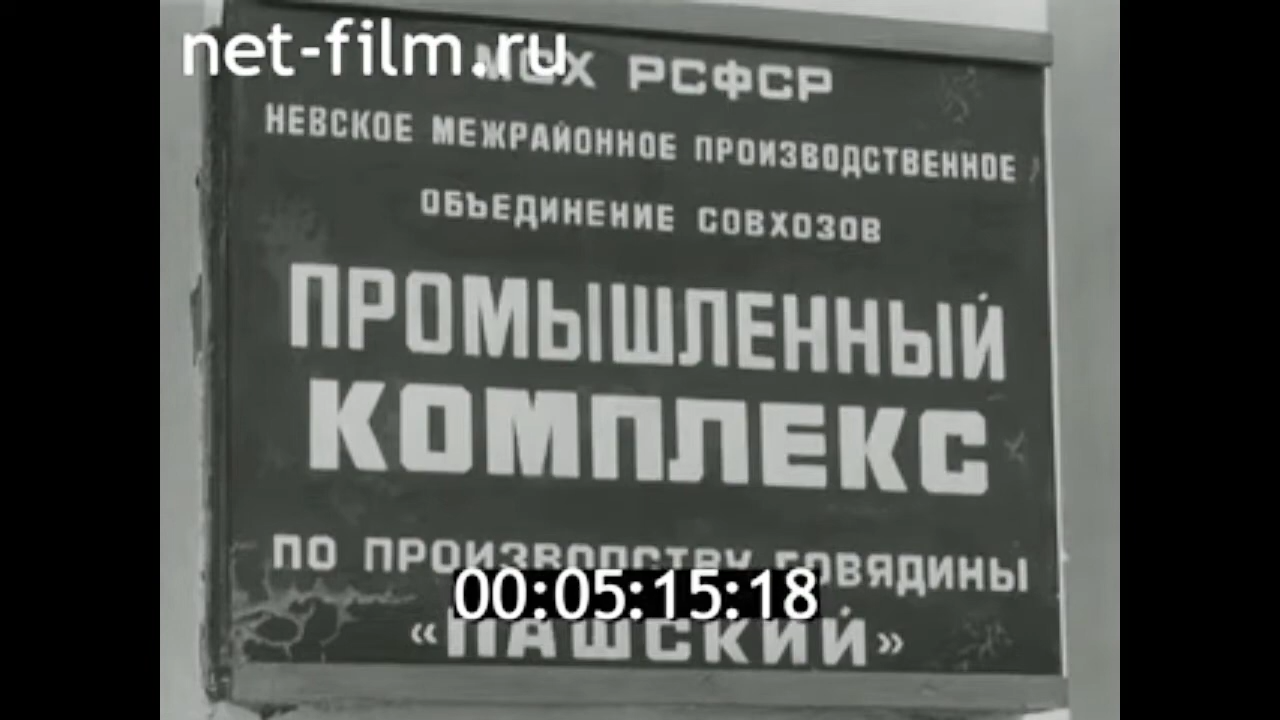 net-film.ru
МСХ РСФСР
НЕВСКОЕ МЕЖРАЙОННОЕ ПРОИЗВОДСТВЕННОЕ
ОБЪЕДИНЕНИЕ СОВХОЗОВ
ПРОМЫШЛЕННЫЙ
КОМПЛЕКС
ПО ПРОИЗВОДСТВУ ГОВЯДИНЫ
00:05:15:18
«ПАШСКИЙ»